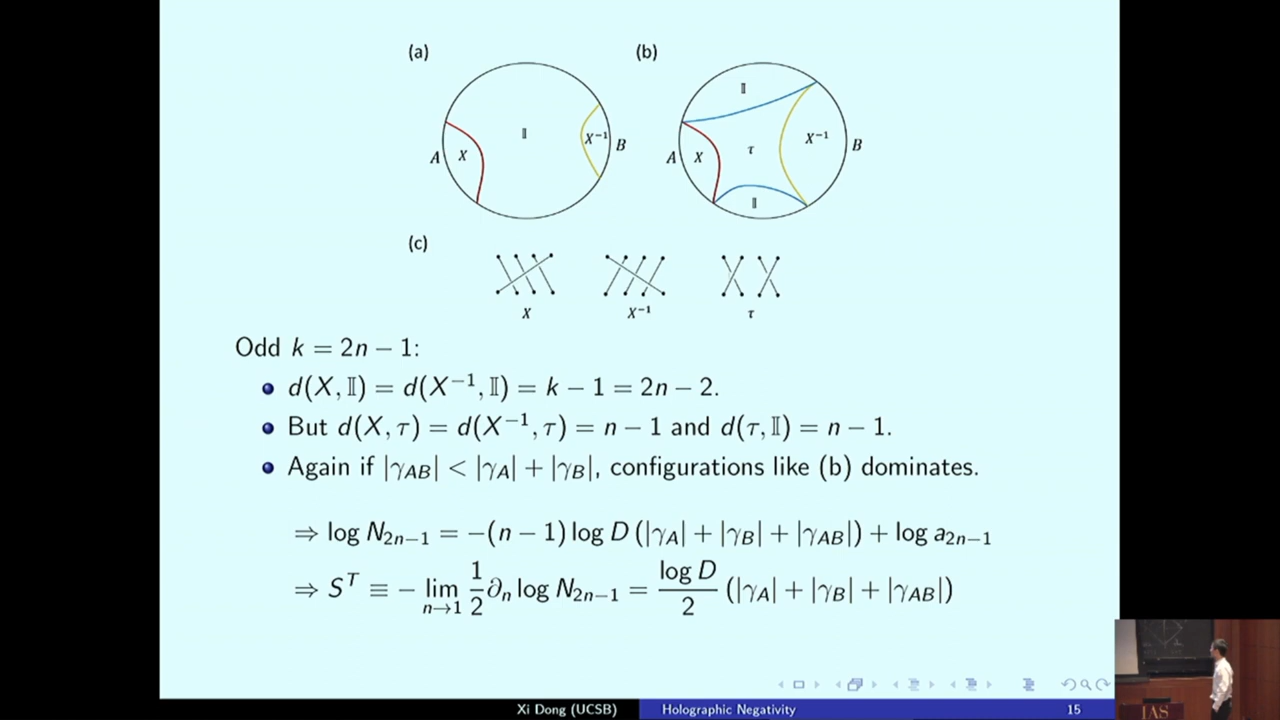 (a) (b)
𝕀
𝕀 X⁻¹ B X⁻¹ B
A X A X τ
𝕀
(c)
X X⁻¹ τ
Odd k = 2n − 1:
d(X, 𝕀) = d(X⁻¹, 𝕀) = k − 1 = 2n − 2.
But d(X, τ) = d(X⁻¹, τ) = n − 1 and d(τ, 𝕀) = n − 1.
Again if |γ_AB| < |γ_A| + |γ_B|, configurations like (b) dominates.
⇒ log N_{2n−1} = −(n − 1) log D (|γ_A| + |γ_B| + |γ_AB|) + log a_{2n−1}
⇒ S^T ≡ − lim_{n→1} 1/2 ∂_n log N_{2n−1} = log D / 2 (|γ_A| + |γ_B| + |γ_AB|)
Xi Dong (UCSB) Holographic Negativity 15
IAS